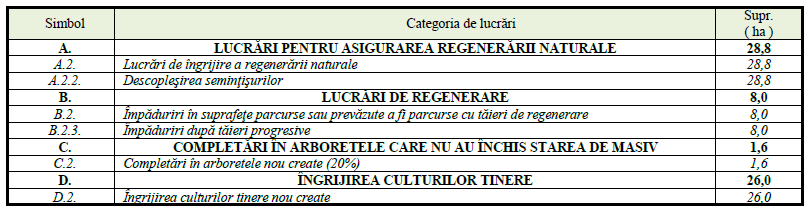 Simbol Categoria de lucrări Supr. ( ha )
A. LUCRĂRI PENTRU ASIGURAREA REGENERĂRII NATURALE 28,8
A.2. Lucrări de îngrijire a regenerării naturale 28,8
A.2.2. Descopleşirea seminţişurilor 28,8
B. LUCRĂRI DE REGENERARE 8,0
B.2. Împăduriri în suprafeţe parcurse sau prevăzute a fi parcurse cu tăieri de regenerare 8,0
B.2.3. Împăduriri după tăieri progresive 8,0
C. COMPLETĂRI ÎN ARBORETELE CARE NU AU ÎNCHIS STAREA DE MASIV 1,6
C.2. Completări în arboretele nou create (20%) 1,6
D. ÎNGRIJIREA CULTURILOR TINERE 26,0
D.2. Îngrijirea culturilor tinere nou create 26,0